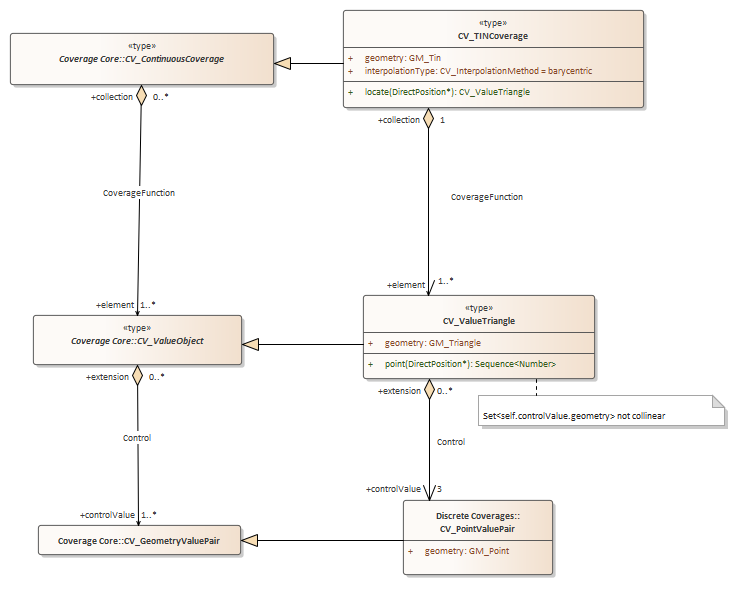 «type»
Coverage Core::CV_ContinuousCoverage
«type»
CV_TINCoverage
+ geometry: GM_Tin
+ interpolationType: CV_InterpolationMethod = barycentric
+ locate(DirectPosition*): CV_ValueTriangle
+collection 0..*
+collection 1
CoverageFunction
CoverageFunction
+element 1..*
+element 1..*
«type»
Coverage Core::CV_ValueObject
«type»
CV_ValueTriangle
+ geometry: GM_Triangle
+ point(DirectPosition*): Sequence<Number>
+extension 0..*
+extension 0..*
Set<self.controlValue.geometry> not collinear
Control
Control
+controlValue 1..*
+controlValue 3
Coverage Core::CV_GeometryValuePair
Discrete Coverages::
CV_PointValuePair
+ geometry: GM_Point